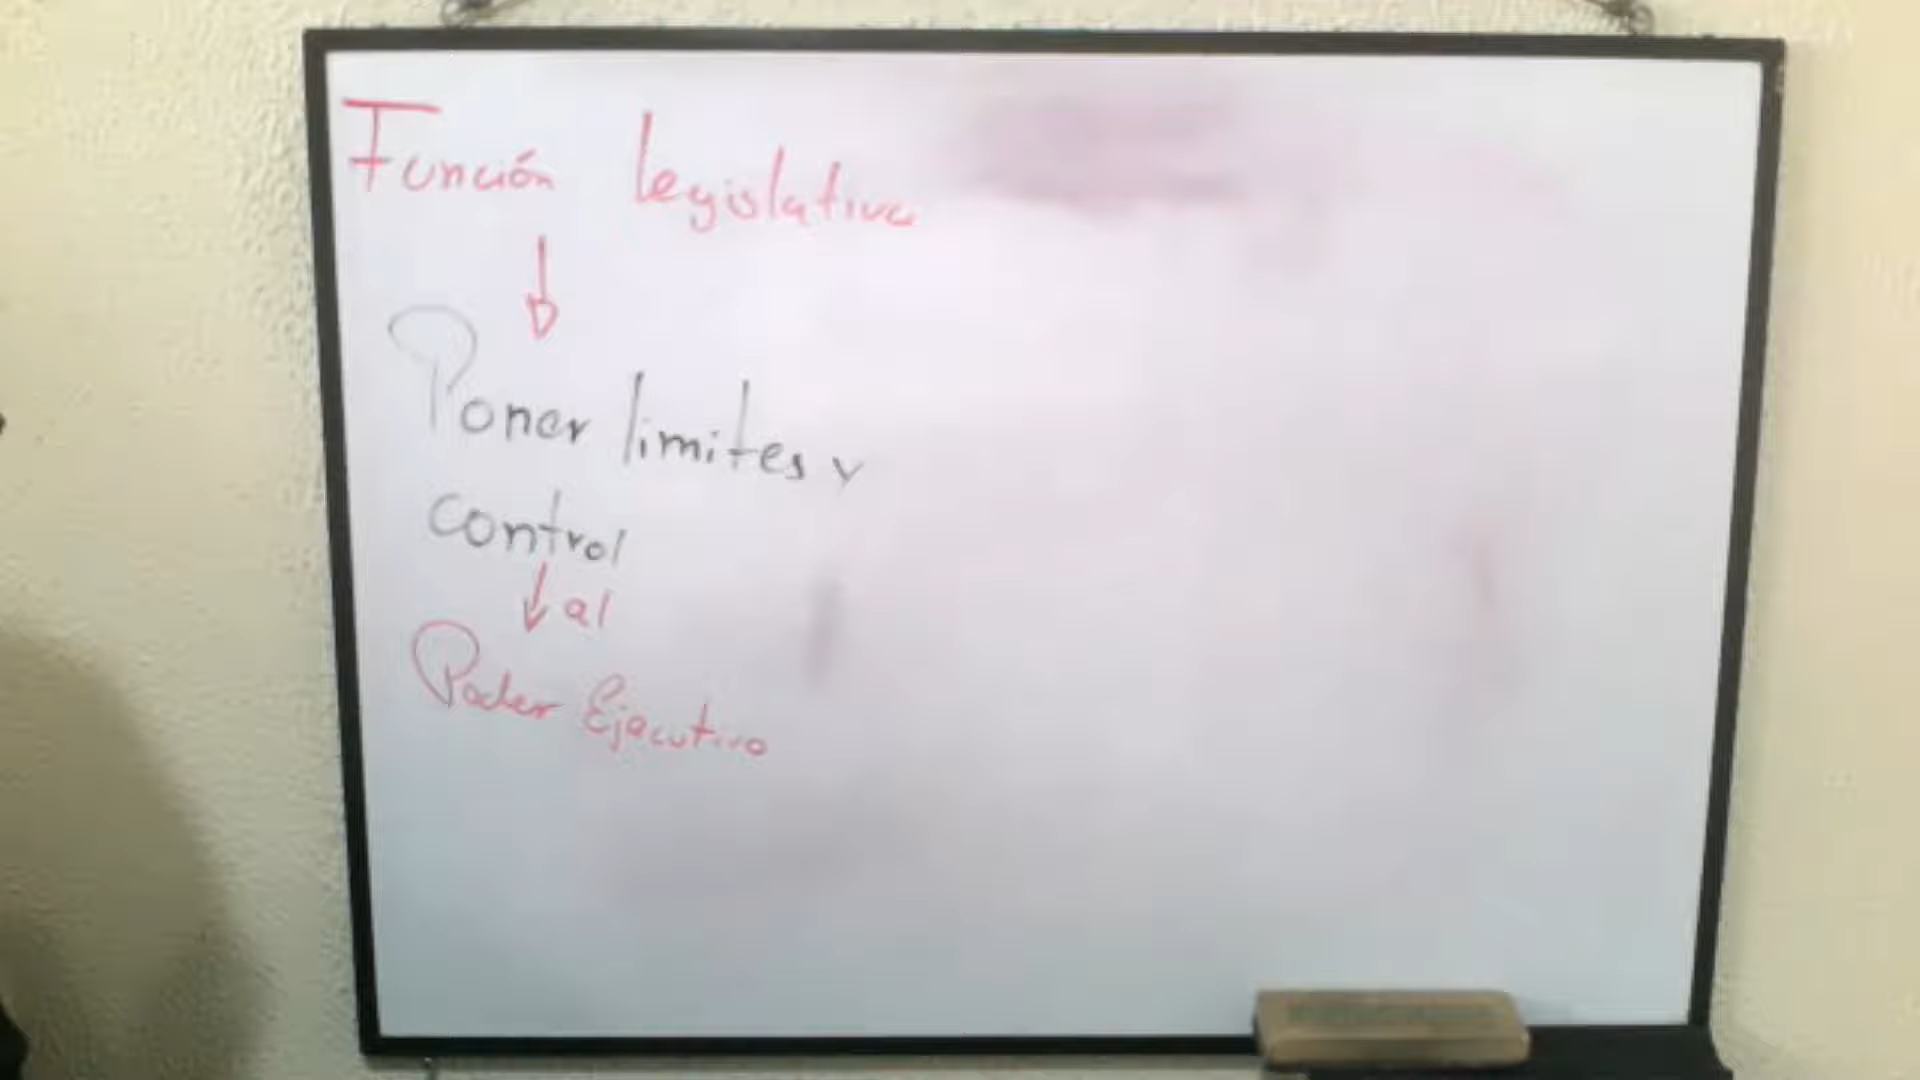 Función legislativa
Poner limites y
control
al
Poder Ejecutivo